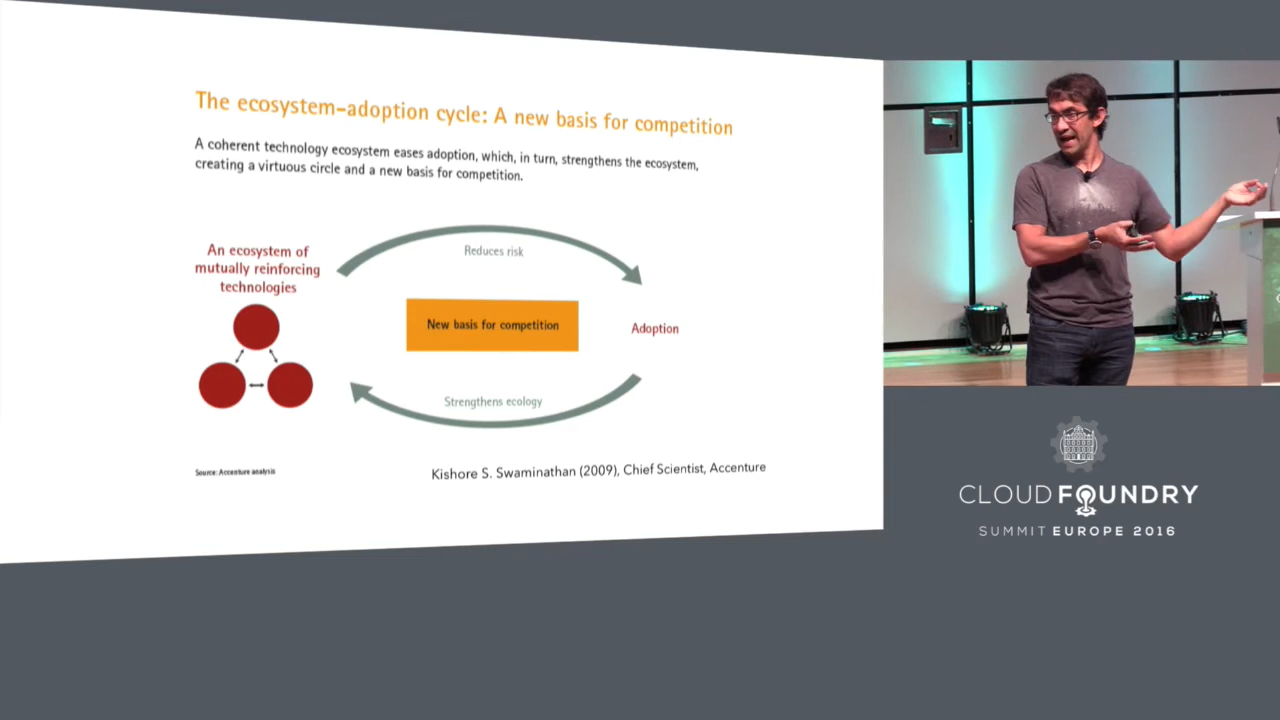 The ecosystem-adoption cycle: A new basis for competition
A coherent technology ecosystem eases adoption, which, in turn, strengthens the ecosystem,
creating a virtuous circle and a new basis for competition.
An ecosystem of
mutually reinforcing
technologies
Reduces risk
New basis for competition
Adoption
Strengthens ecology
Source: Accenture analysis
Kishore S. Swaminathan (2009), Chief Scientist, Accenture
CLOUD FOUNDRY
SUMMIT EUROPE 2016